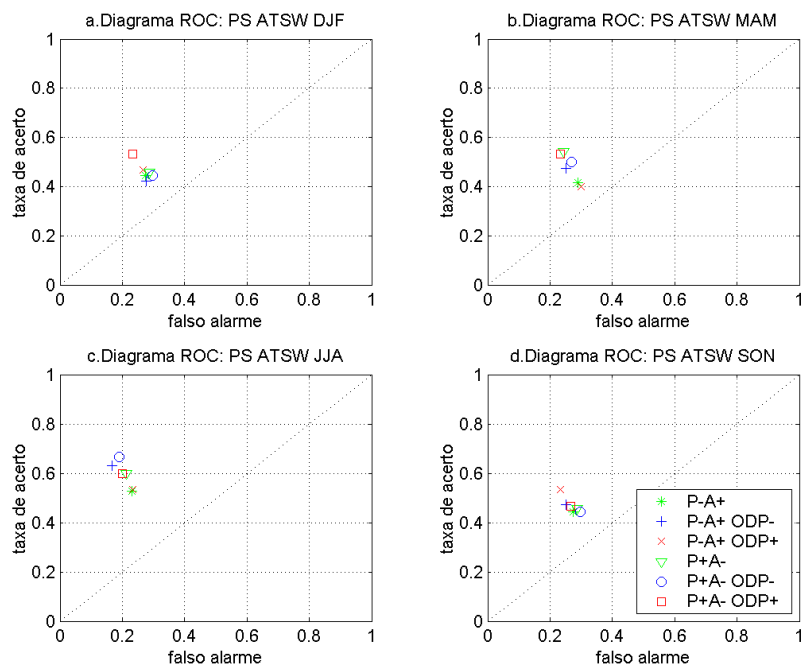 a.Diagrama ROC: PS ATSW DJF
1
0.8
0.6
0.4
0.2
0
taxa de acerto
0 0.2 0.4 0.6 0.8 1
falso alarme
b.Diagrama ROC: PS ATSW MAM
1
0.8
0.6
0.4
0.2
0
taxa de acerto
0 0.2 0.4 0.6 0.8 1
falso alarme
c.Diagrama ROC: PS ATSW JJA
1
0.8
0.6
0.4
0.2
0
taxa de acerto
0 0.2 0.4 0.6 0.8 1
falso alarme
d.Diagrama ROC: PS ATSW SON
1
0.8
0.6
0.4
0.2
0
taxa de acerto
0 0.2 0.4 0.6 0.8 1
falso alarme
P-A+
P-A+ ODP-
P-A+ ODP+
P+A-
P+A- ODP-
P+A- ODP+